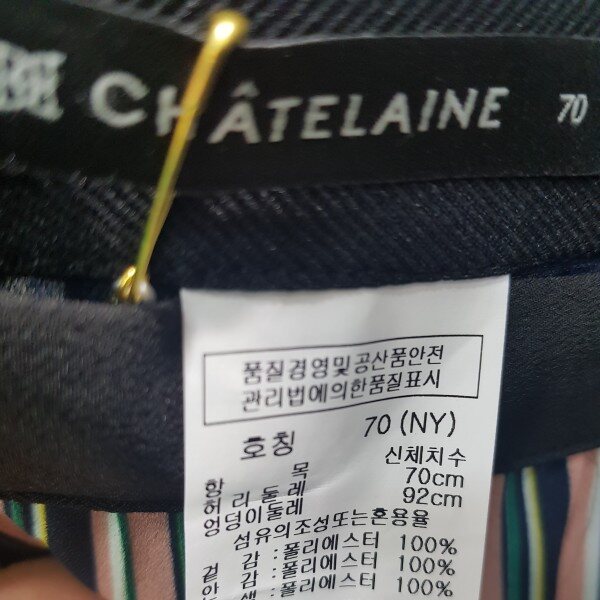 CHÂTELAINE 70
품질경영및공산품안전
관리법에의한품질표시
호칭 70 (NY)
항 목 신체치수
허리둘레 70cm
엉덩이둘레 92cm
섬유의조성또는혼용율
겉 감 : 폴리에스터 100%
안 감 : 폴리에스터 100%
폴리에스터 100%